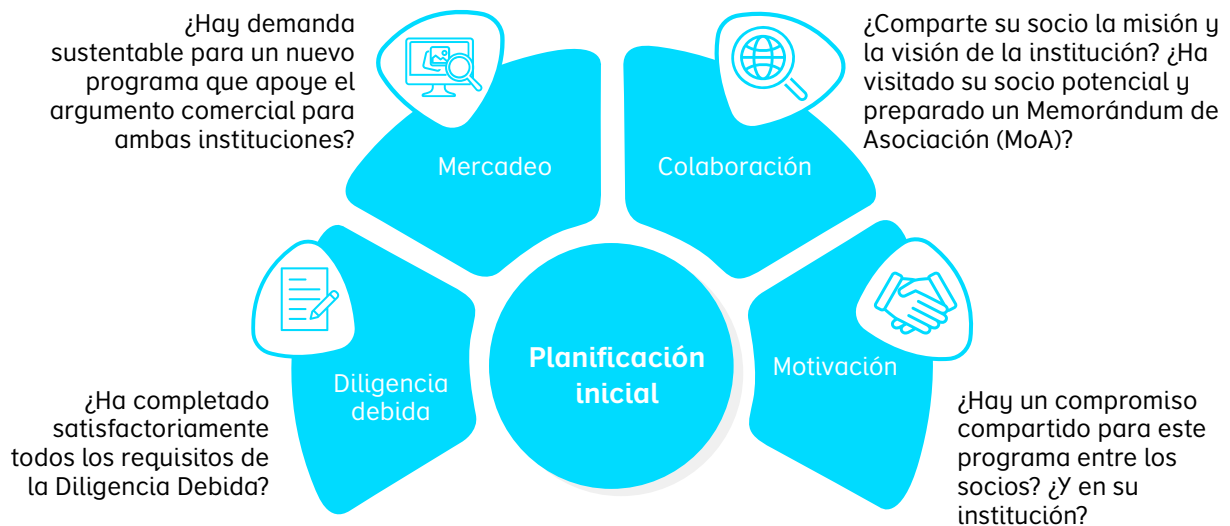 ¿Hay demanda
sustentable para un nuevo
programa que apoye el
argumento comercial para
ambas instituciones?
Mercadeo
¿Comparte su socio la misión y
la visión de la institución? ¿Ha
visitado su socio potencial y
preparado un Memorándum de
Asociación (MoA)?
Colaboración
Planificación
inicial
Diligencia
debida
¿Ha completado
satisfactoriamente
todos los requisitos de
la Diligencia Debida?
Motivación
¿Hay un compromiso
compartido para este
programa entre los
socios? ¿Y en su
institución?